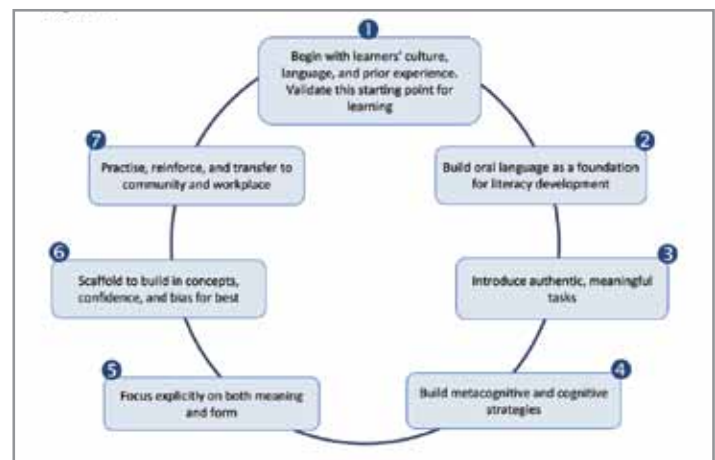 1
Begin with learners' culture,
language, and prior experience.
Validate this starting point for
learning
2
Build oral language as a foundation
for literacy development
3
Introduce authentic, meaningful
tasks
4
Build metacognitive and cognitive
strategies
5
Focus explicitly on both meaning
and form
6
Scaffold to build in concepts,
confidence, and bias for best
7
Practise, reinforce, and transfer to
community and workplace